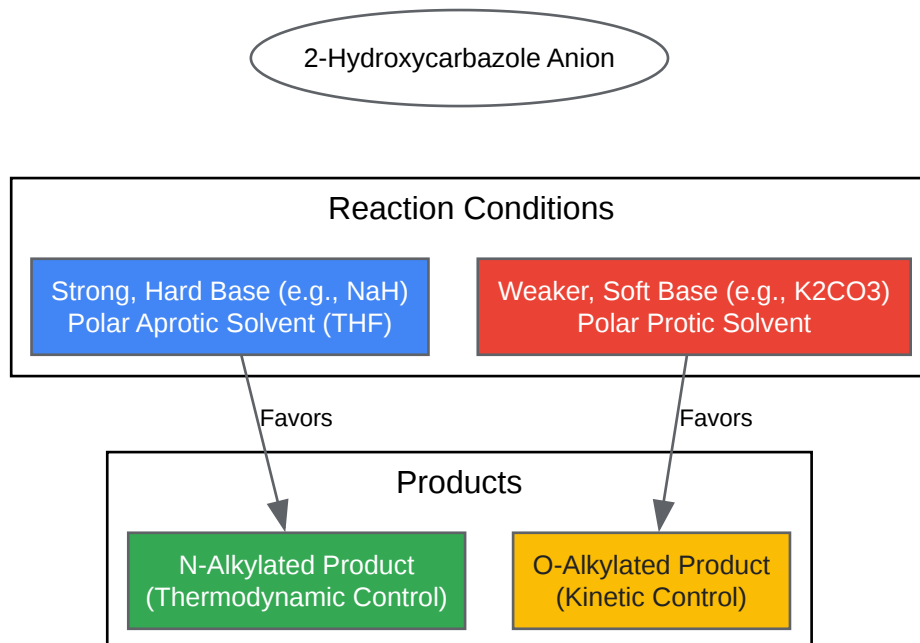 2-Hydroxycarbazole Anion
Reaction Conditions
Strong, Hard Base (e.g., NaH)
Polar Aprotic Solvent (THF)
Weaker, Soft Base (e.g., K2CO3)
Polar Protic Solvent
Favors
Favors
Products
N-Alkylated Product
(Thermodynamic Control)
O-Alkylated Product
(Kinetic Control)